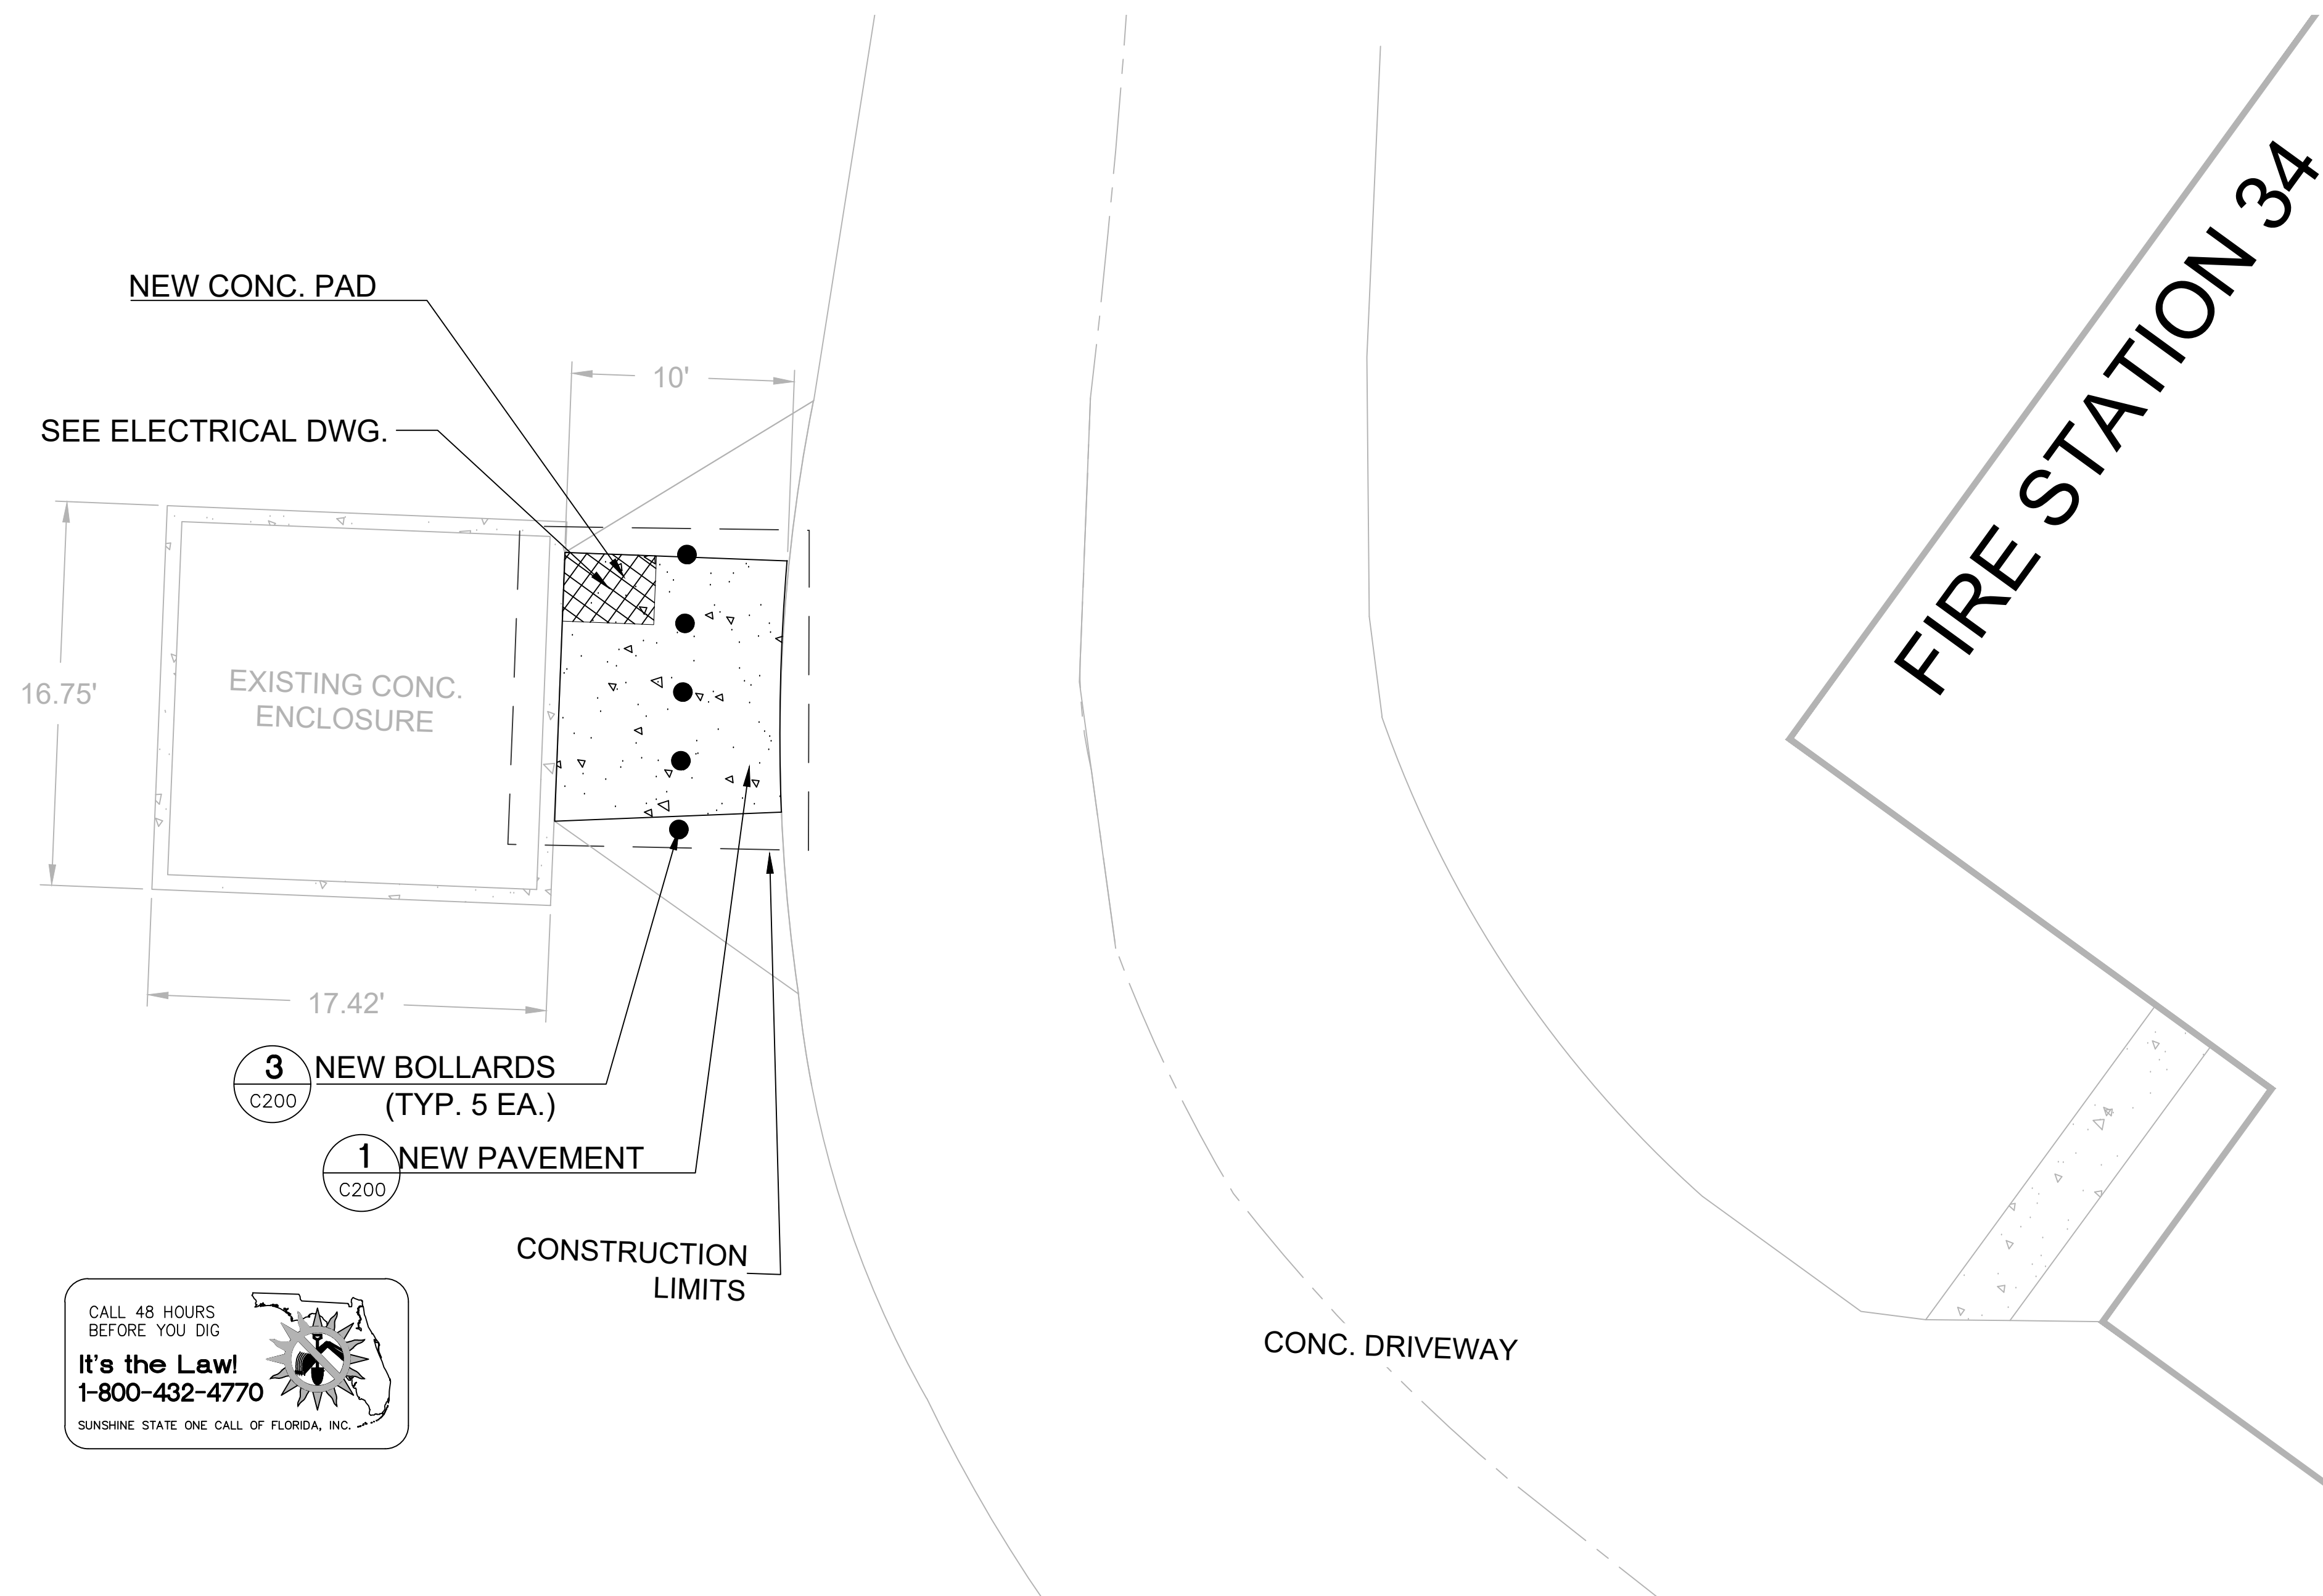 FIRE STATION 34
NEW CONC. PAD
10'
SEE ELECTRICAL DWG.
16.75'
EXISTING CONC.
ENCLOSURE
17.42'
3
C200
NEW BOLLARDS
(TYP. 5 EA.)
1
C200
NEW PAVEMENT
CONSTRUCTION
LIMITS
CONC. DRIVEWAY
CALL 48 HOURS
BEFORE YOU DIG
It's the Law!
1-800-432-4770
SUNSHINE STATE ONE CALL OF FLORIDA, INC.